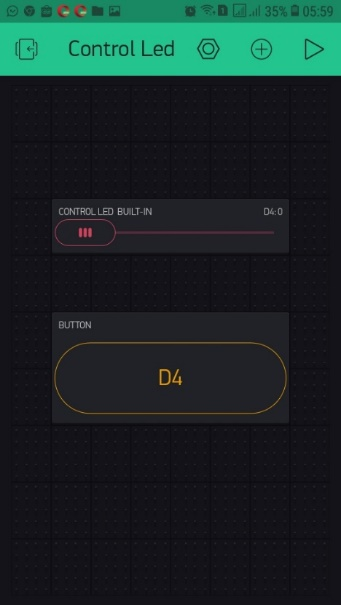 35% 05:59
Control Led
CONTROL LED BUILT-IN D4:0
BUTTON
D4